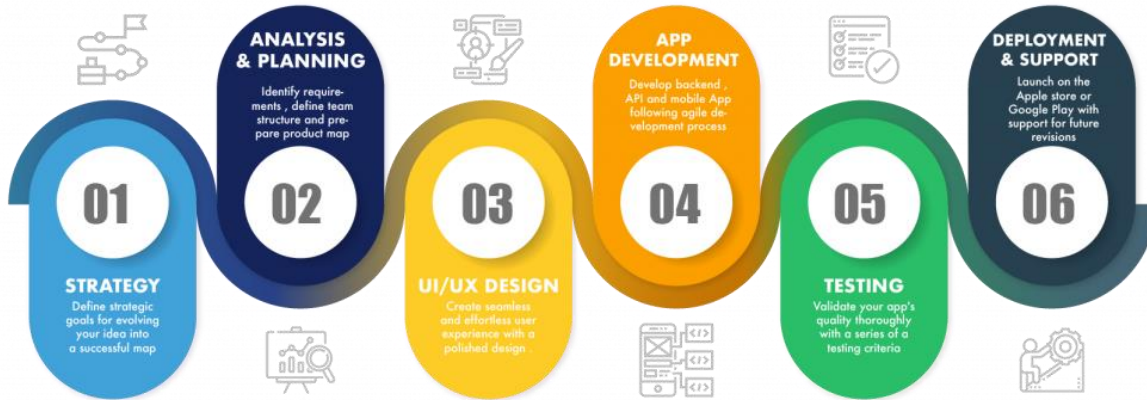 01
STRATEGY
Define strategic
goals for evolving
your idea into
a successful map
ANALYSIS
& PLANNING
Identify require-
ments , define team
structure and pre-
pare product map
02
03
UI/UX DESIGN
Create seamless
and effortless user
experience with a
polished design .
APP
DEVELOPMENT
Develop backend ,
API and mobile App
following agile de-
velopment process
04
05
TESTING
Validate your app's
quality thoroughly
with a series of a
testing criteria
DEPLOYMENT
& SUPPORT
Launch on the
Apple store or
Google Play with
support for future
revisions
06